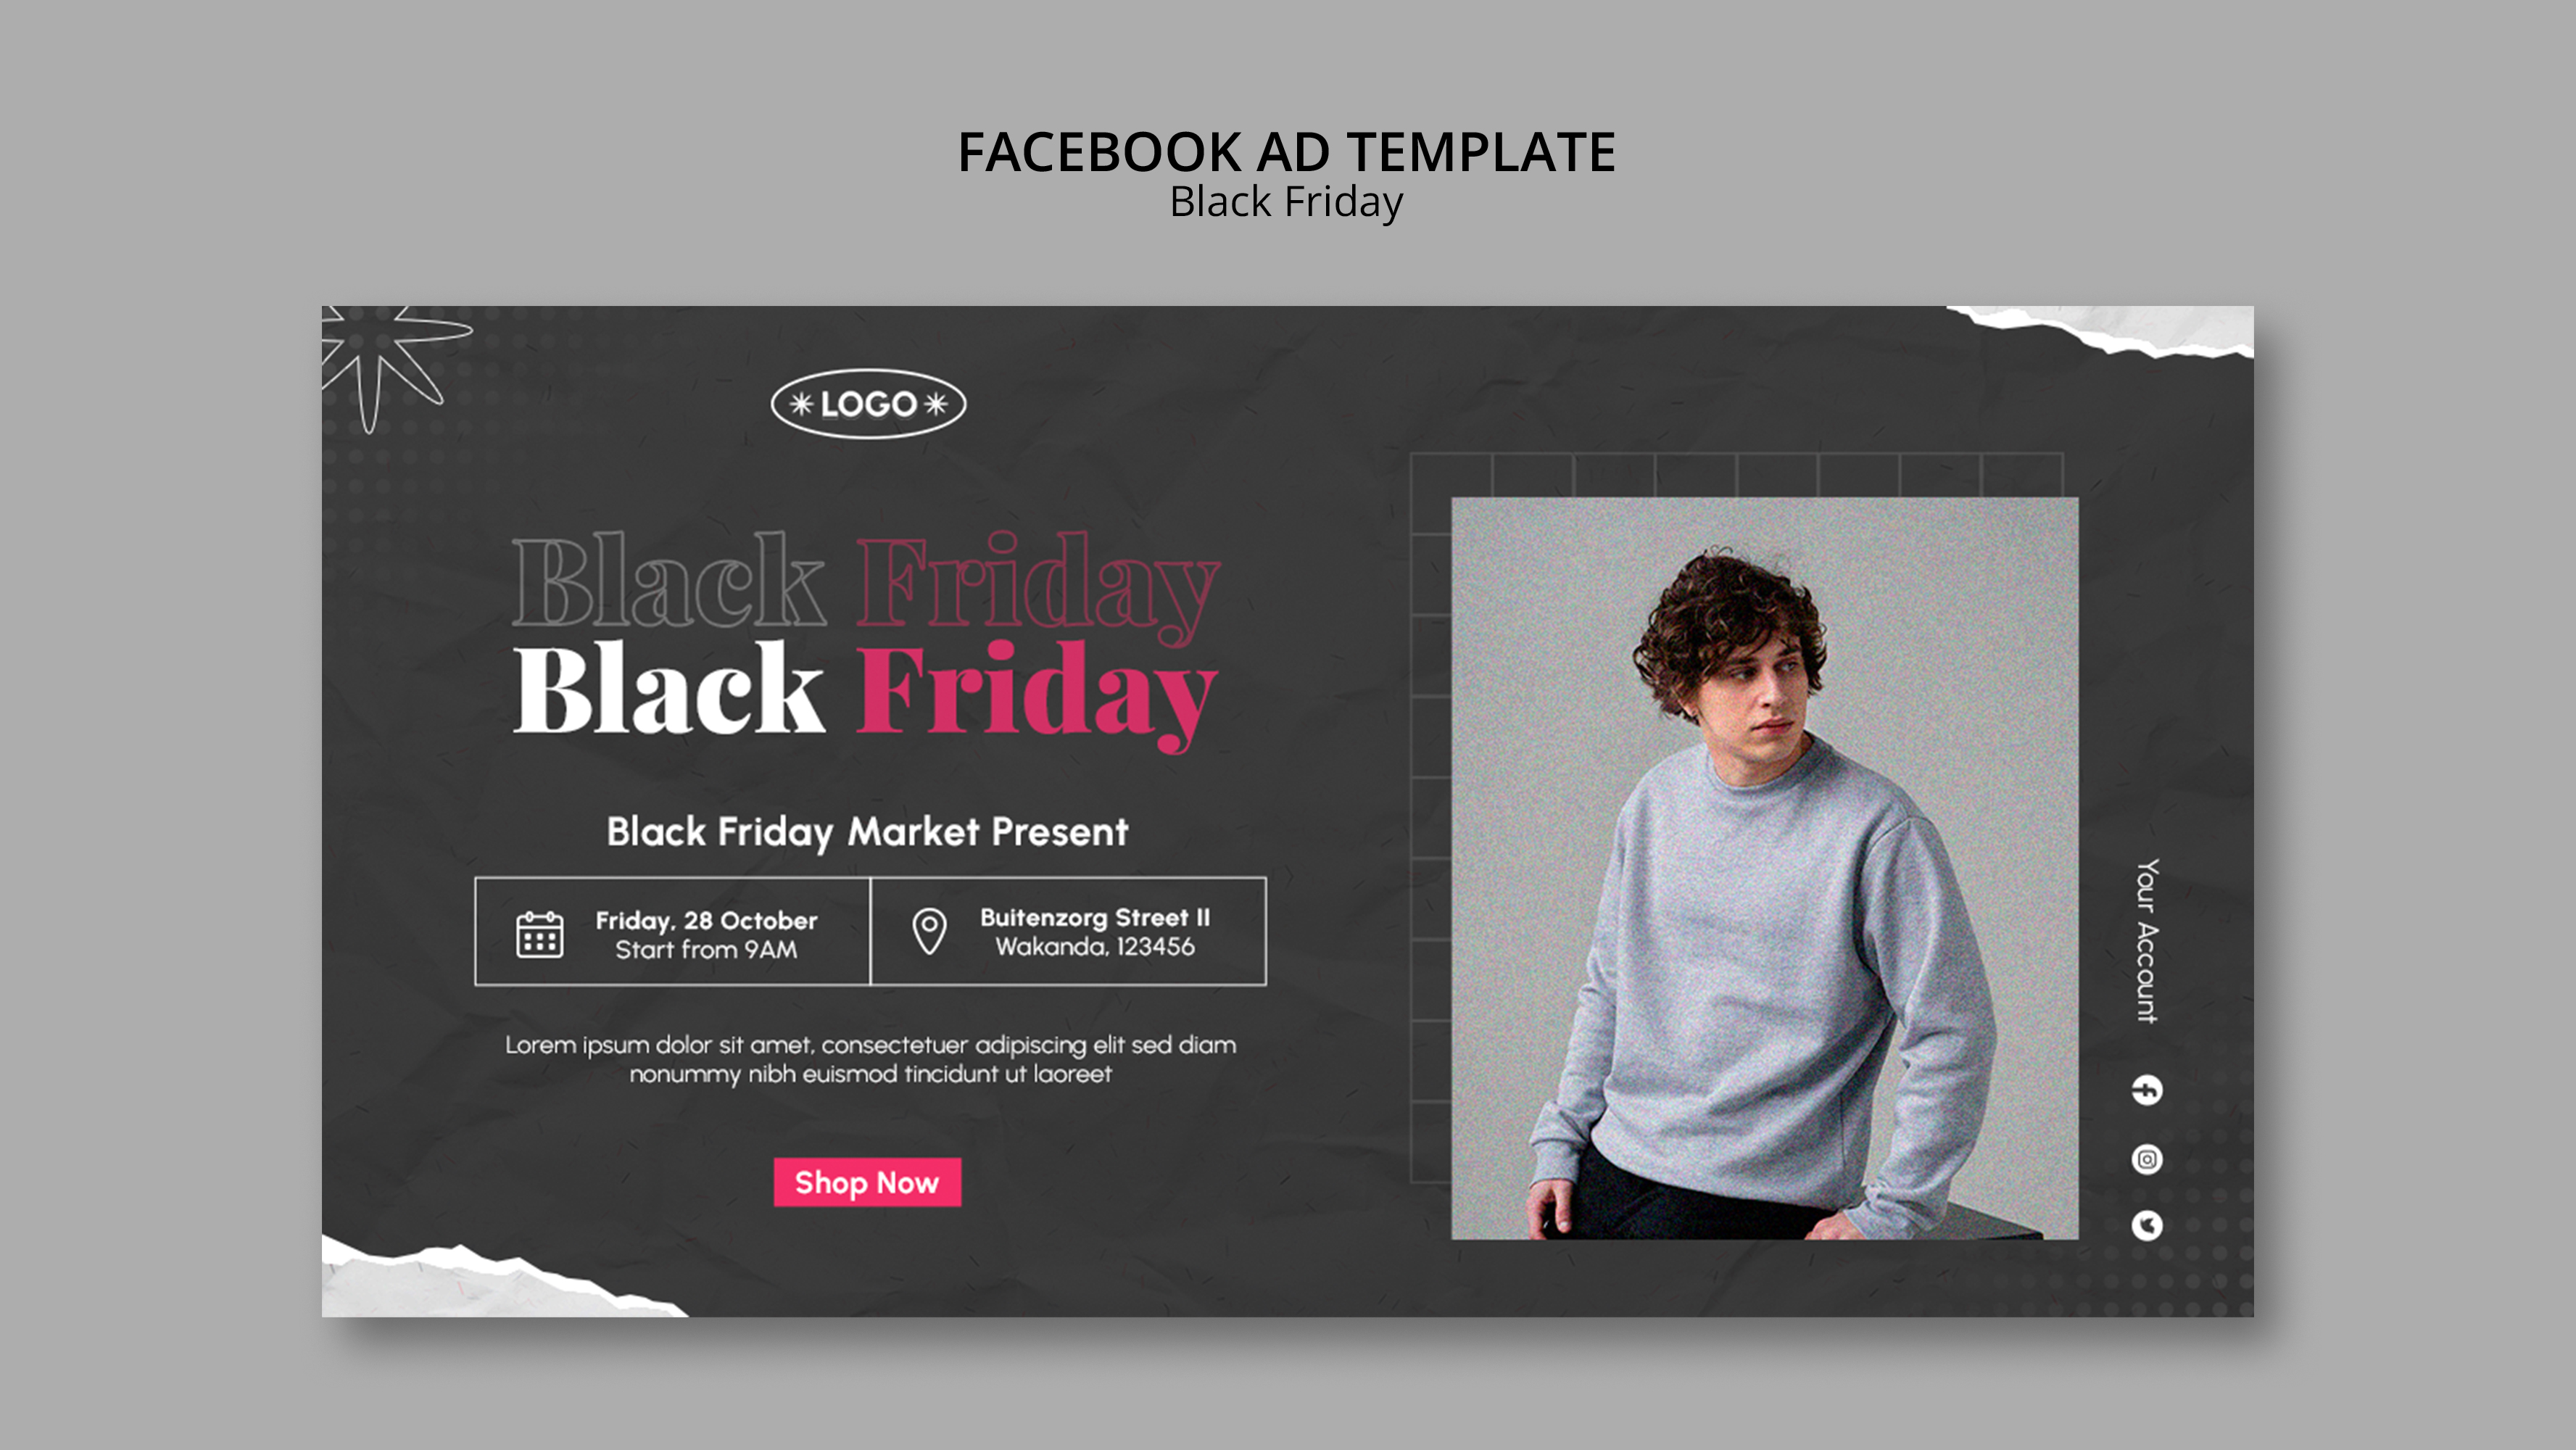 FACEBOOK AD TEMPLATE
Black Friday
LOGO
Black Friday
Black Friday
Black Friday Market Present
Friday, 28 October
Start from 9AM
Buitenzorg Street II
Wakanda, 123456
Lorem ipsum dolor sit amet, consectetuer adipiscing elit sed diam
nonummy nibh euismod tincidunt ut laoreet
Shop Now
Your Account